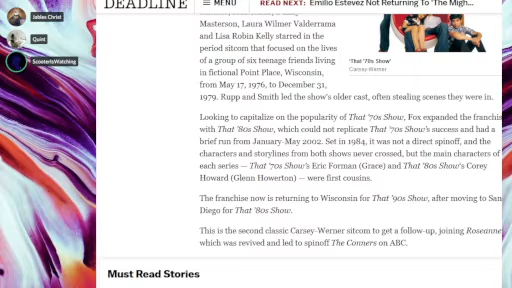 DEADLINE
MENU
READ NEXT: Emilio Estevez Not Returning To 'The Migh...
Jables Christ
Quint
ScooterIsWatching
Masterson, Laura Wilmer Valderrama
and Lisa Robin Kelly starred in the
period sitcom that focused on the lives
of a group of six teenage friends living
in fictional Point Place, Wisconsin,
from May 17, 1976, to December 31,
1979. Rupp and Smith led the show's older cast, often stealing scenes they were in.
'That '70s Show'
Carsey-Warner
Looking to capitalize on the popularity of That '70s Show, Fox expanded the franchis
with That '80s Show, which could not replicate That '70s Show's success and had a
brief run from January-May 2002. Set in 1984, it was not a direct spinoff, and the
characters and storylines from both shows never crossed, but the main characters of
each series — That '70s Show's Eric Forman (Grace) and That '80s Show's Corey
Howard (Glenn Howerton) — were first cousins.
The franchise now is returning to Wisconsin for That '90s Show, after moving to San
Diego for That '80s Show.
This is the second classic Carsey-Werner sitcom to get a follow-up, joining Roseanne
which was revived and led to spinoff The Conners on ABC.
Must Read Stories